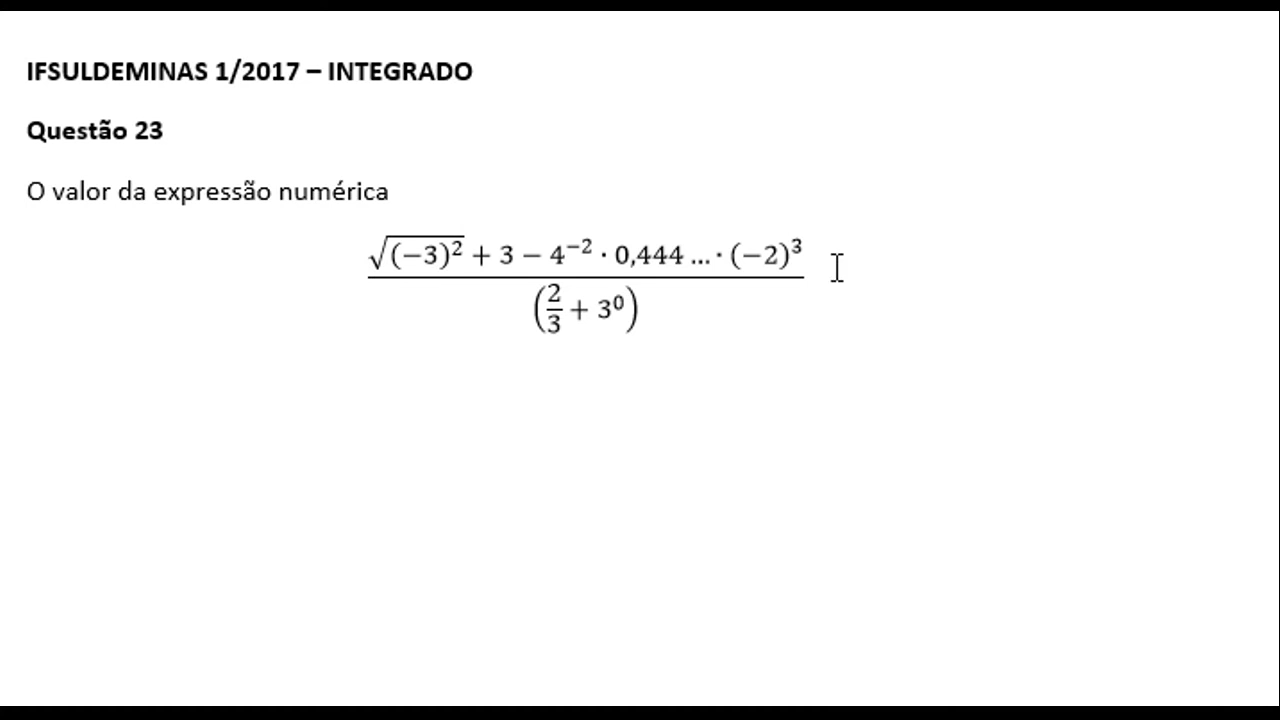 IFSULDEMINAS 1/2017 – INTEGRADO
Questão 23
O valor da expressão numérica
√(−3)² + 3 − 4⁻² · 0,444 ... · (−2)³
(2/3 + 3⁰)